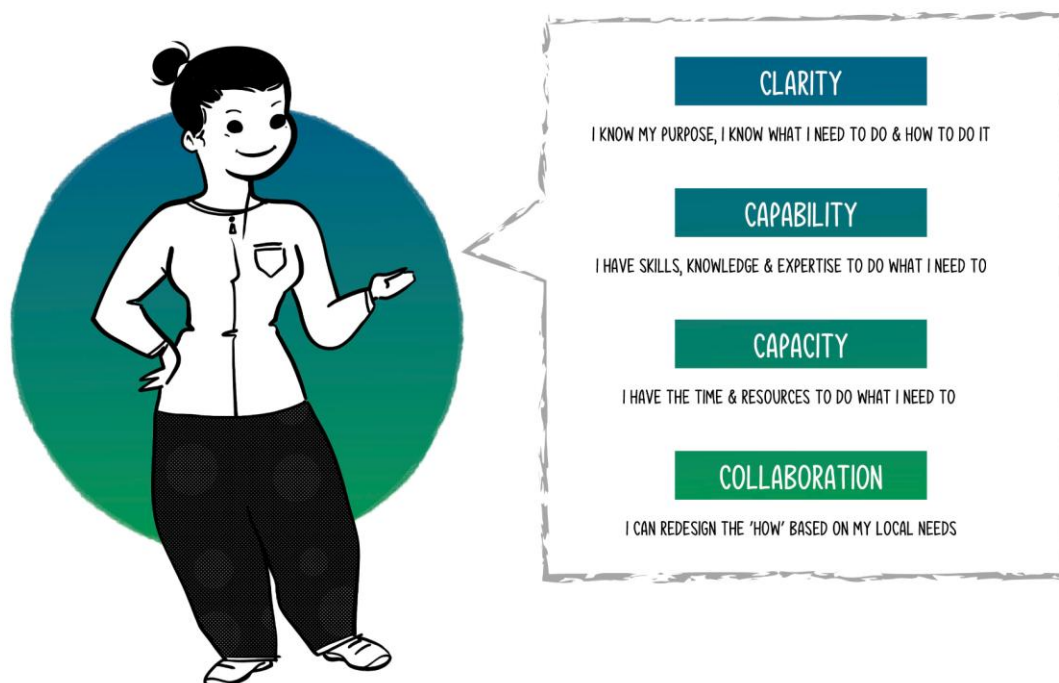 CLARITY
I KNOW MY PURPOSE, I KNOW WHAT I NEED TO DO & HOW TO DO IT
CAPABILITY
I HAVE SKILLS, KNOWLEDGE & EXPERTISE TO DO WHAT I NEED TO
CAPACITY
I HAVE THE TIME & RESOURCES TO DO WHAT I NEED TO
COLLABORATION
I CAN REDESIGN THE 'HOW' BASED ON MY LOCAL NEEDS